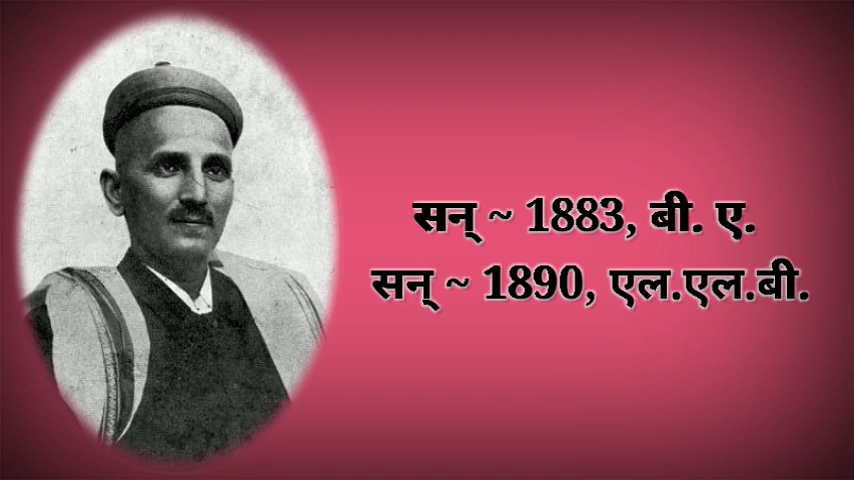 सन् ~ 1883, बी. ए.
सन् ~ 1890, एल.एल.बी.